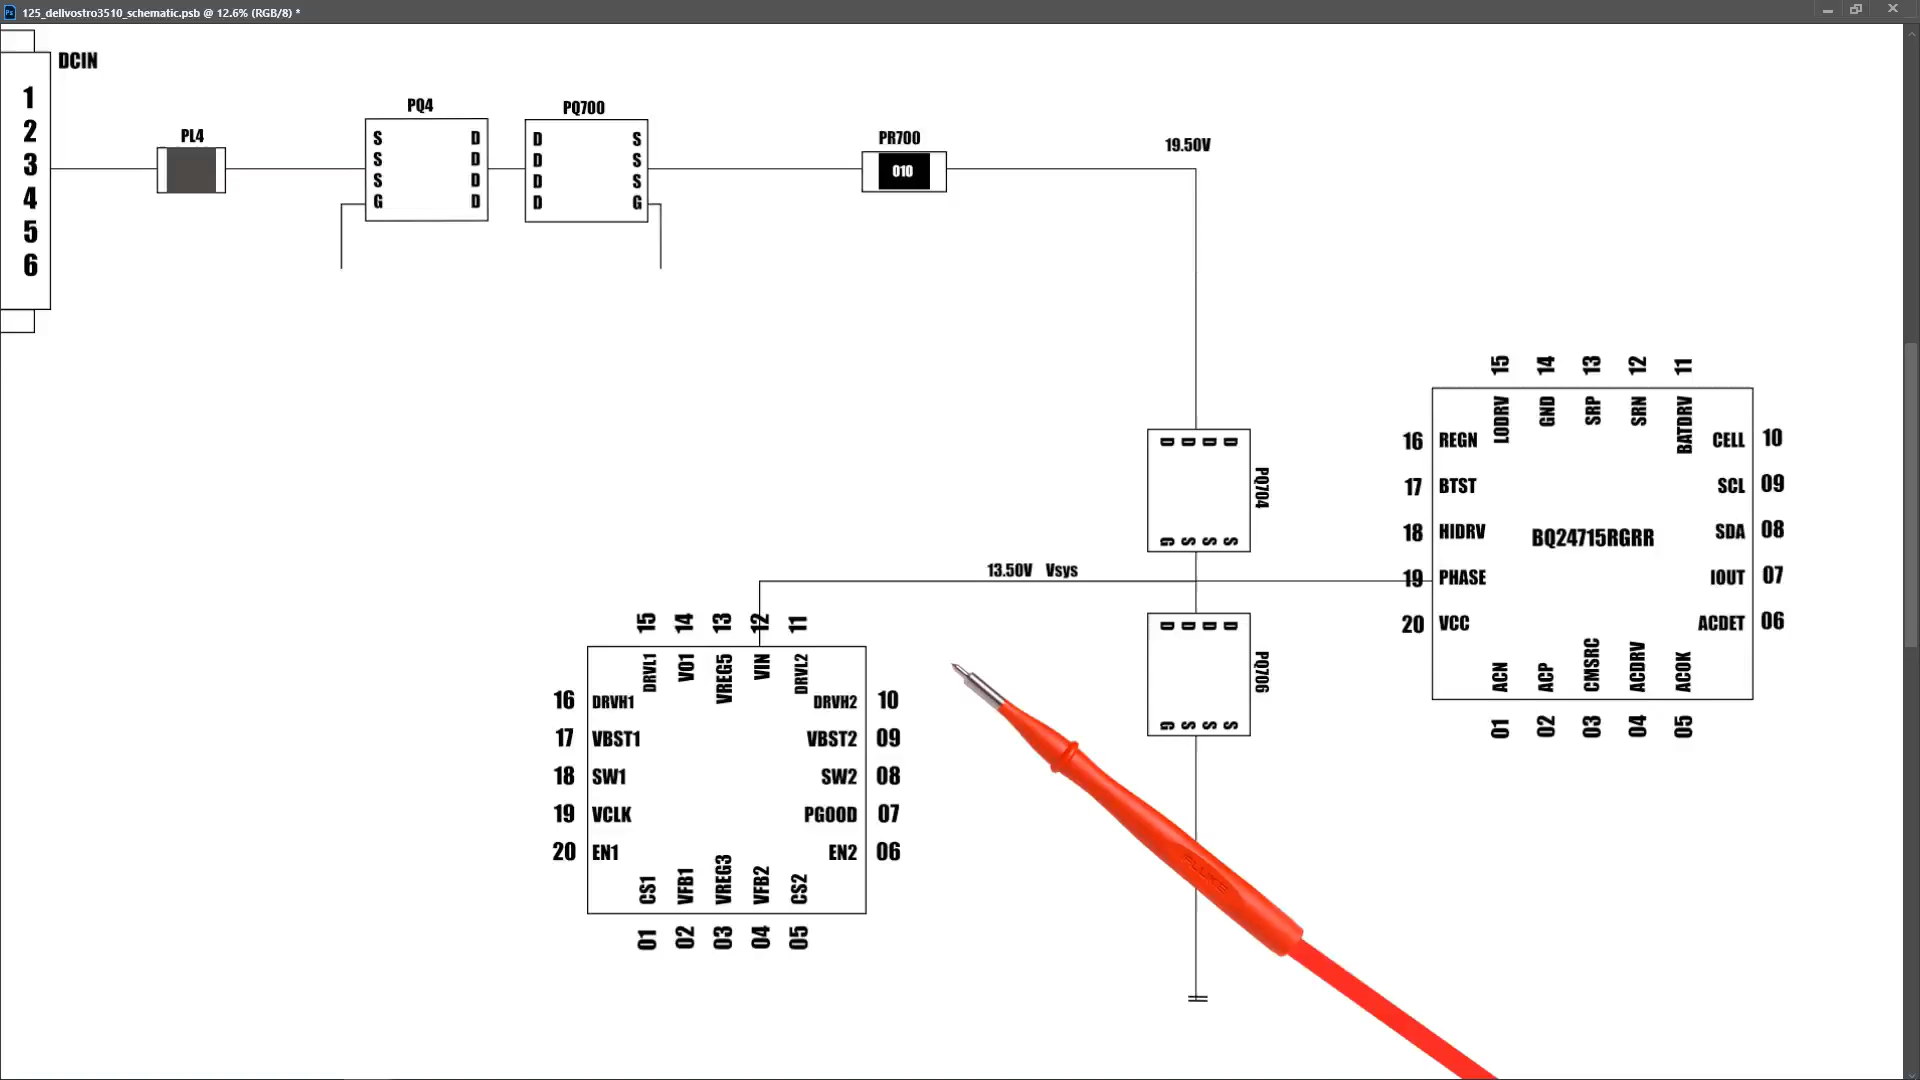 125_dellvostro3510_schematic.psb @ 12.6% (RGB/8) *
DCIN
1
2
3
4
5
6
PL4
PQ4
S D
S D
S D
G D
PQ700
D S
D S
D S
D G
PR700
010
19.50V
D D D D
PQ704
G S S S
13.50V Vsys
D D D D
PQ706
G S S S
15 14 13 12 11
DRVL1 VO1 VREG5 VIN DRVL2
16 DRVH1 DRVH2 10
17 VBST1 VBST2 09
18 SW1 SW2 08
19 VCLK PGOOD 07
20 EN1 EN2 06
CS1 VFB1 VREG3 VFB2 CS2
01 02 03 04 05
15 14 13 12 11
LODRV GND SRP SRN BATDRV
16 REGN CELL 10
17 BTST SCL 09
18 HIDRV SDA 08
BQ24715RGRR
19 PHASE IOUT 07
20 VCC ACDET 06
ACN ACP CMSRC ACDRV ACOK
01 02 03 04 05
FLUKE